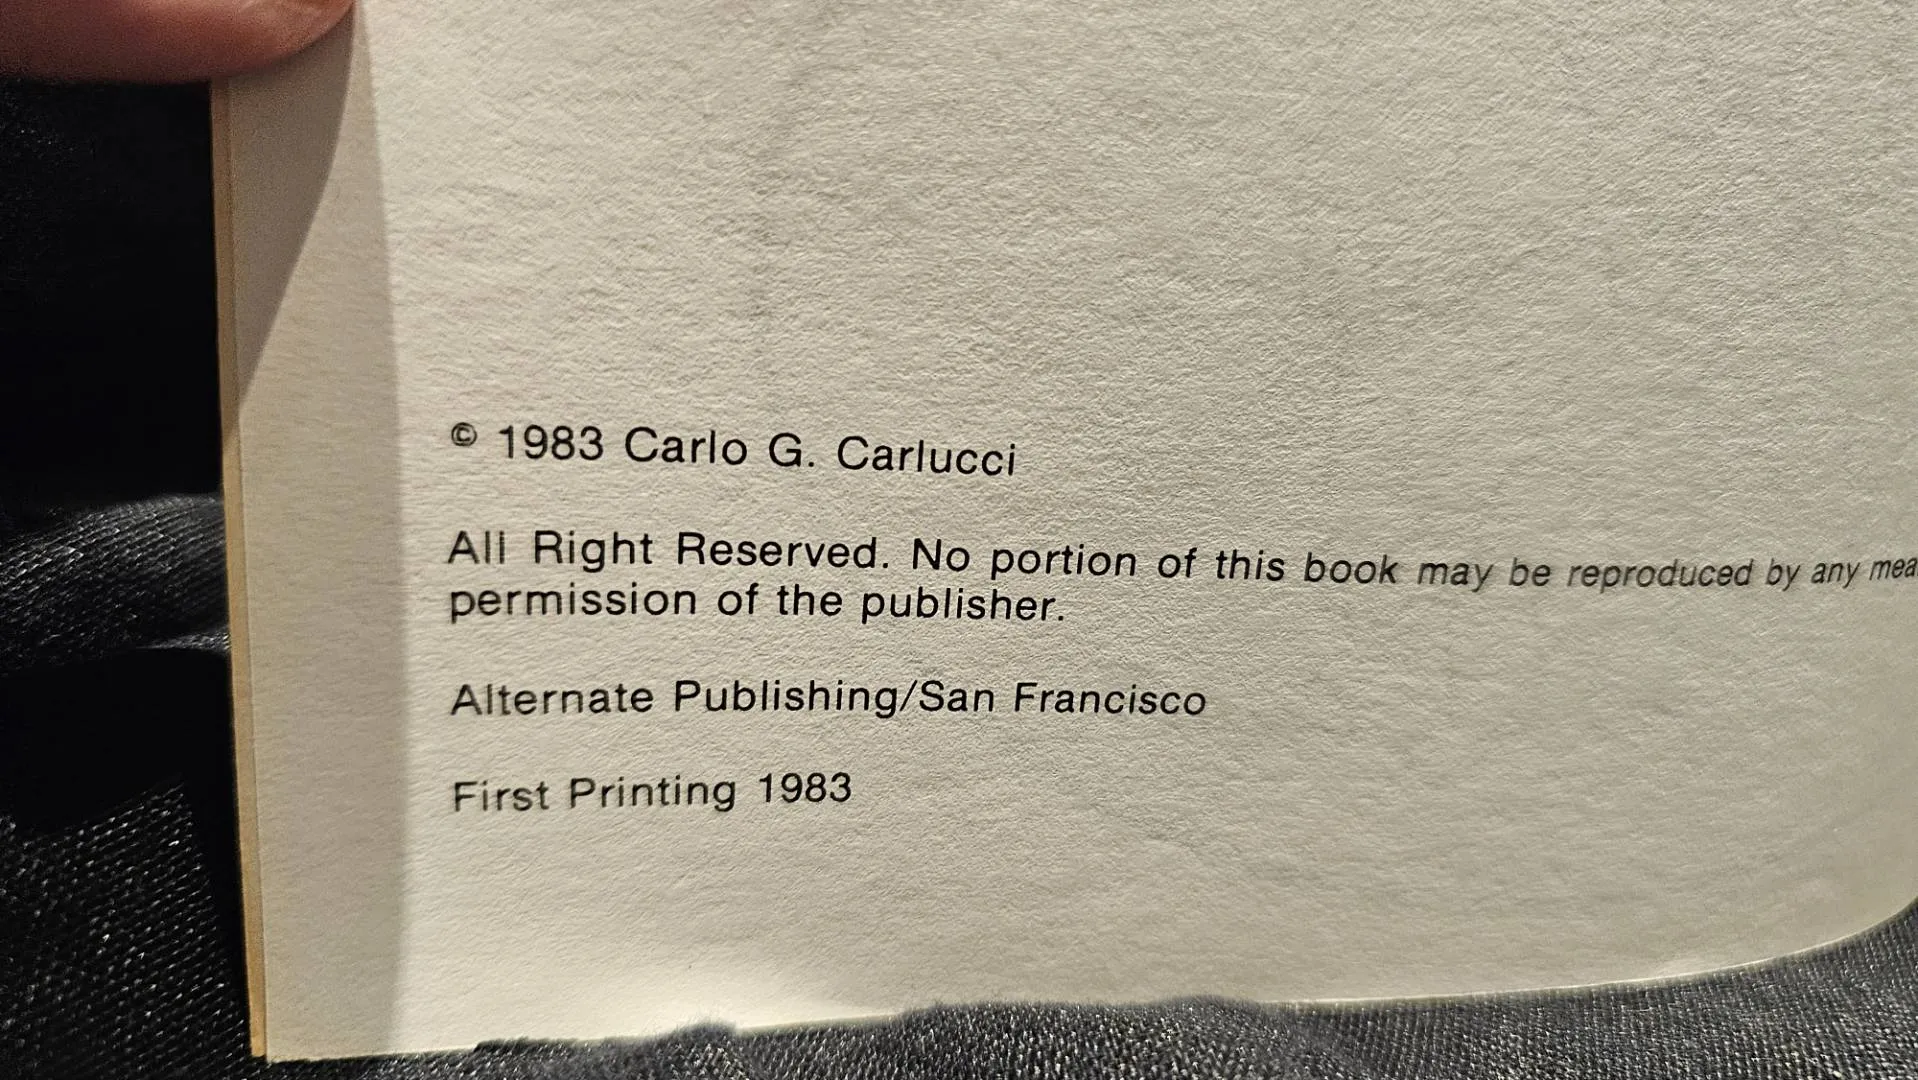 © 1983 Carlo G. Carlucci
All Right Reserved. No portion of this book may be reproduced by any mea
permission of the publisher.
Alternate Publishing/San Francisco
First Printing 1983